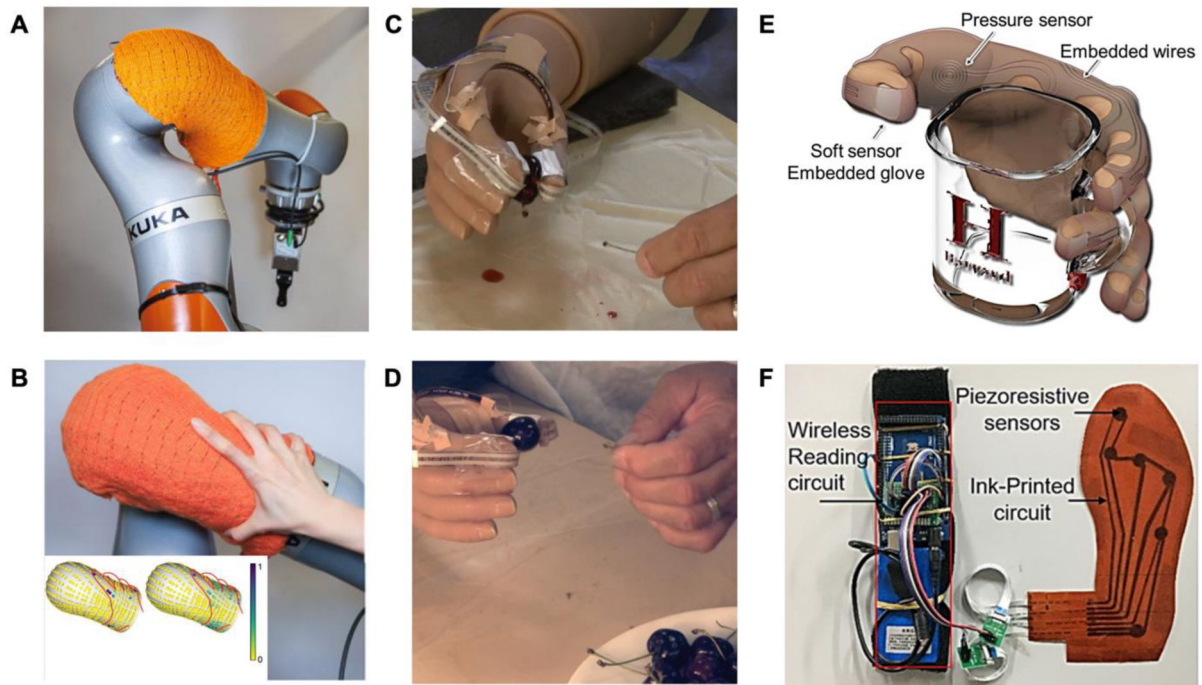 A
KUKA
B
1
0
C
D
E
Pressure sensor
Embedded wires
Soft sensor
Embedded glove
H
Harvard
F
Piezoresistive
sensors
Wireless
Reading
circuit
Ink-Printed
circuit